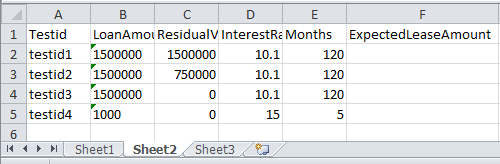 A B C D E F
1 Testid LoanAmou ResidualV InterestRa Months ExpectedLeaseAmount
2 testid1 1500000 1500000 10.1 120
3 testid2 1500000 750000 10.1 120
4 testid3 1500000 0 10.1 120
5 testid4 1000 0 15 5
6
Sheet1 Sheet2 Sheet3